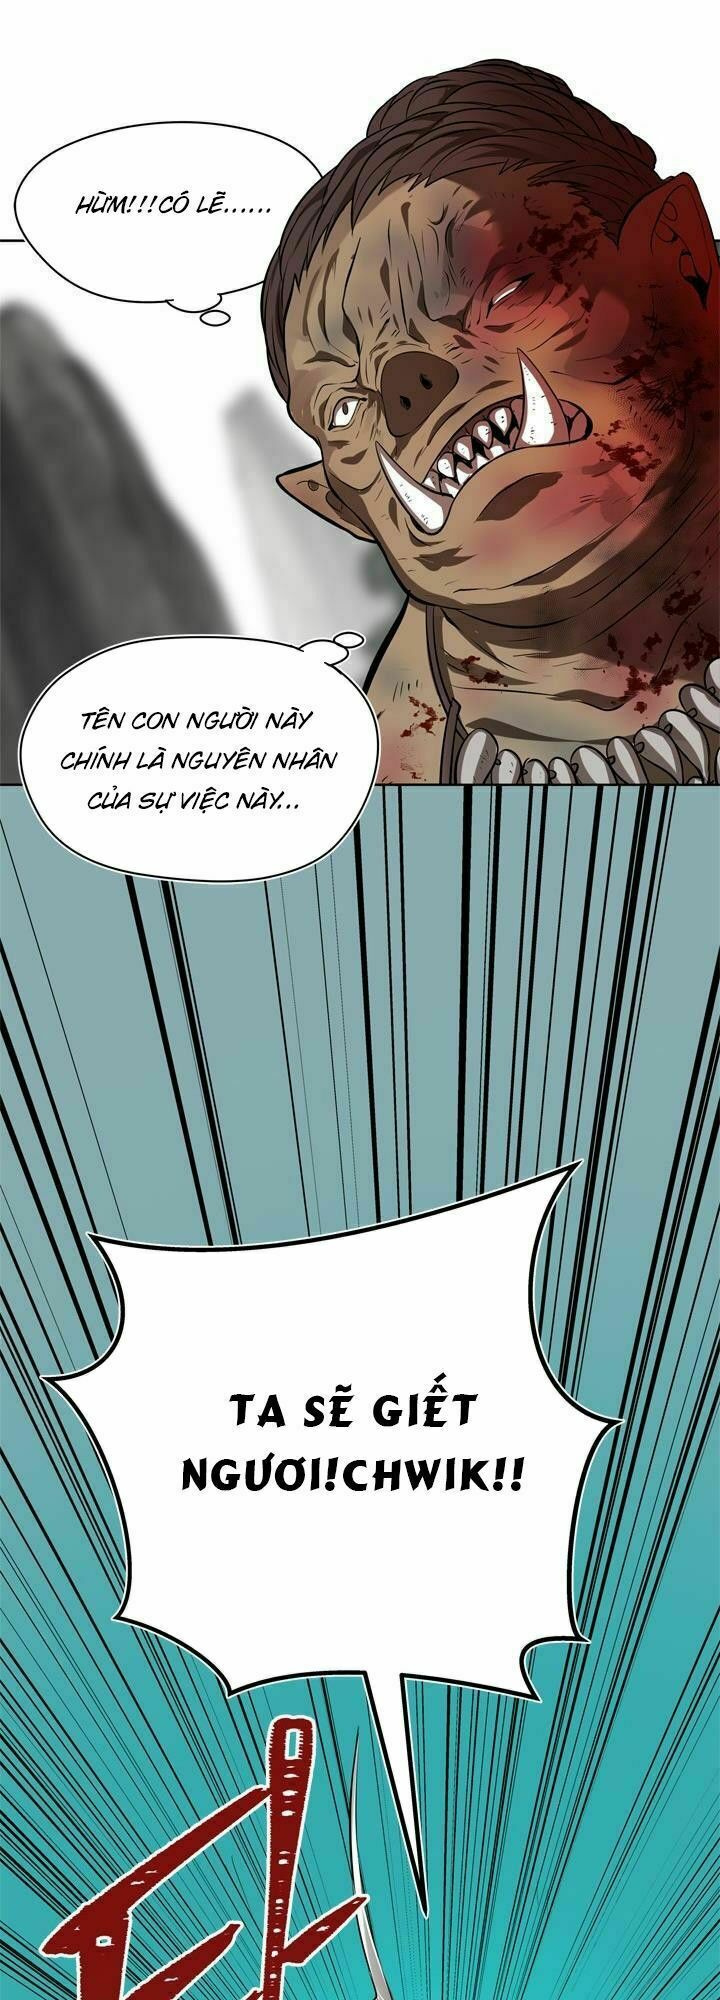 HỪM!!!CÓ LẼ......
TÊN CON NGƯỜI NÀY
CHÍNH LÀ NGUYÊN NHÂN
CỦA SỰ VIỆC NÀY...
TA SẼ GIẾT
NGƯƠI!CHWIK!!